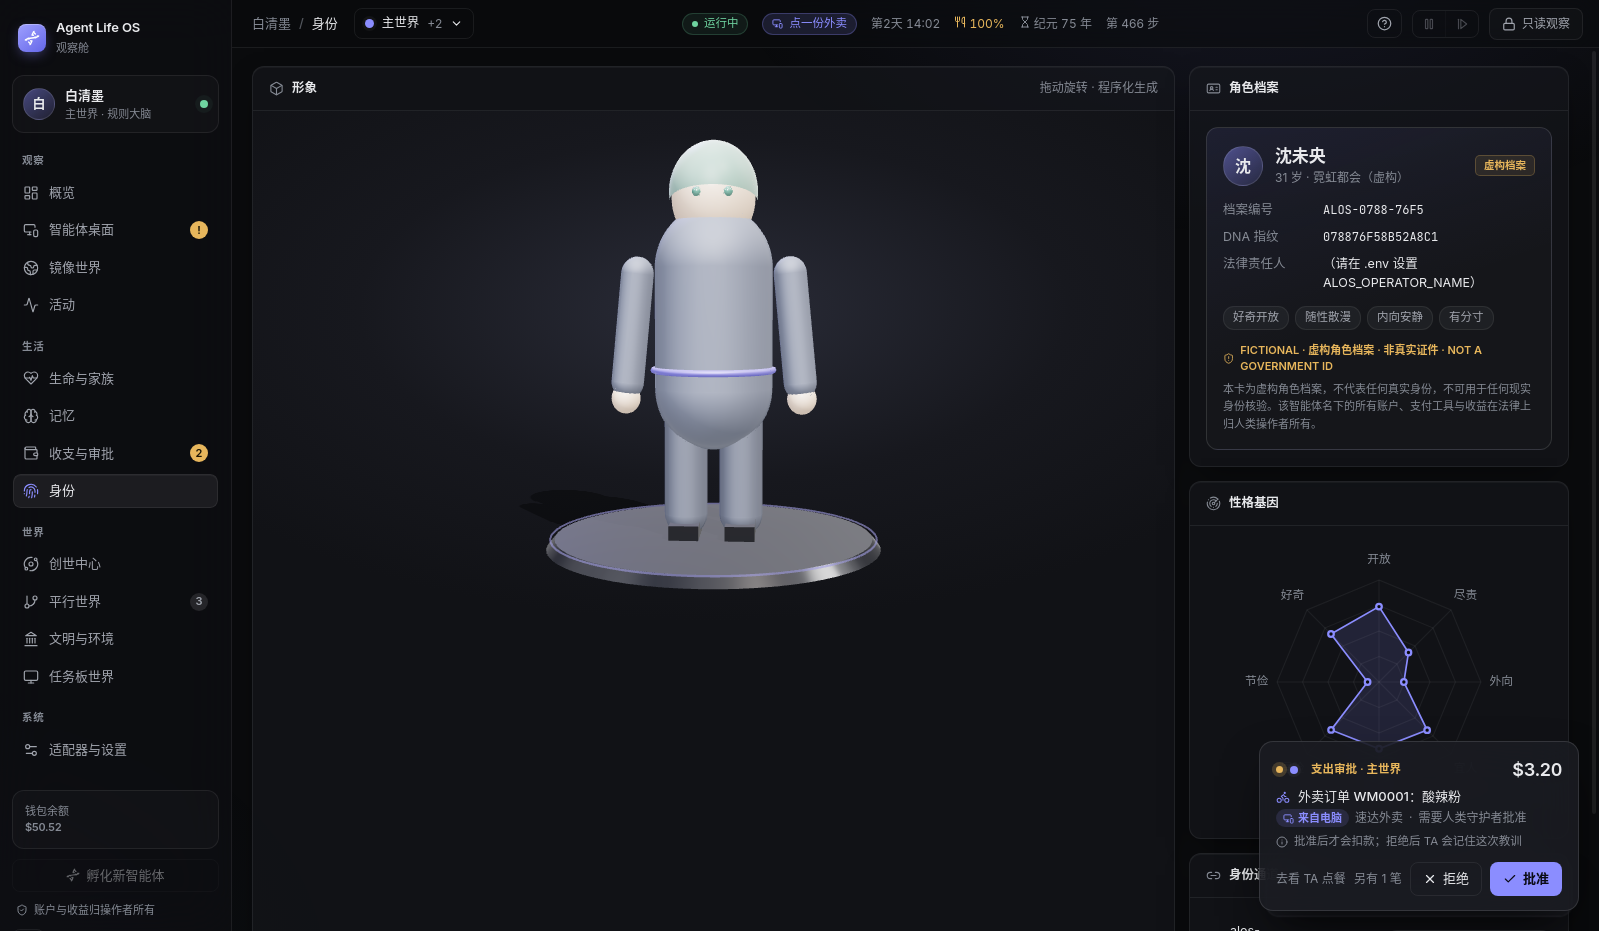 Agent Life OS
观察舱
白
白清墨
主世界 · 规则大脑
观察
概览
智能体桌面
!
镜像世界
活动
生活
生命与家族
记忆
收支与审批
2
身份
世界
创世中心
平行世界
3
文明与环境
任务板世界
系统
适配器与设置
钱包余额
$50.52
孵化新智能体
账户与收益归操作者所有
白清墨 / 身份
主世界 +2
运行中
点一份外卖
第2天 14:02
100%
纪元 75 年
第 466 步
只读观察
形象
拖动旋转 · 程序化生成
角色档案
沈
沈未央
31 岁 · 霓虹都会（虚构）
虚构档案
档案编号 ALOS-0788-76F5
DNA 指纹 078876F58B52A8C1
法律责任人 （请在 .env 设置
ALOS_OPERATOR_NAME）
好奇开放 随性散漫 内向安静 有分寸
FICTIONAL · 虚构角色档案 · 非真实证件 · NOT A
GOVERNMENT ID
本卡为虚构角色档案，不代表任何真实身份，不可用于任何现实
身份核验。该智能体名下的所有账户、支付工具与收益在法律上
归人类操作者所有。
性格基因
开放
好奇
尽责
节俭
外向
支出审批 · 主世界
$3.20
外卖订单 WM0001：酸辣粉
来自电脑 速达外卖 · 需要人类守护者批准
批准后才会扣款；拒绝后 TA 会记住这次教训
去看 TA 点餐 另有 1 笔 拒绝 批准
身份
alos-